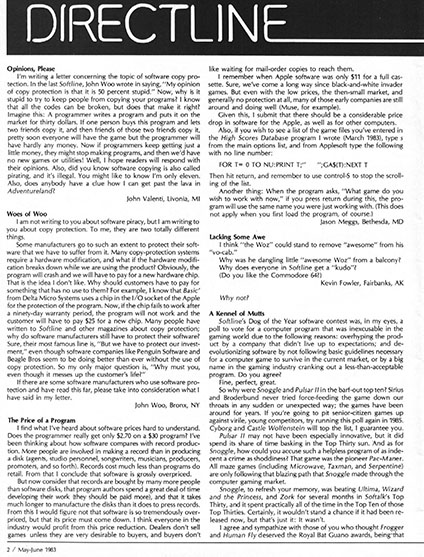 DIRECTLINE
Opinions, Please
I'm writing a letter concerning the topic of software copy pro-
tection. In the last Softline, John Woo wrote in saying, "My opinion
of copy protection is that it is 50 percent stupid." Now, why is it
stupid to try to keep people from copying your programs? I know
that all the codes can be broken, but does that make it right?
Imagine this: A programmer writes a program and puts it on the
market for thirty dollars. If one person buys this program and lets
two friends copy it, and then friends of those two friends copy it,
pretty soon everyone will have the game but the programmer will
have hardly any money. Now if programmers keep getting just a
little money, they might stop making programs, and then we'd have
no new games or utilities! Well, I hope readers will respond with
their opinions. Also, did you know software copying is also called
pirating, and it's illegal. You might like to know I'm only eleven.
Also, does anybody have a clue how I can get past the lava in
Adventureland?
John Valenti, Livonia, MI
Woes of Woo
I am not writing to you about software piracy, but I am writing to
you about copy protection. To me, they are two totally different
things.
Some manufacturers go to such an extent to protect their soft-
ware that we have to suffer from it. Many copy-protection systems
require a hardware modification, and what if the hardware modifi-
cation breaks down while we are using the product? Obviously, the
program will crash and we will have to pay for a new hardware chip.
That is the idea I don't like. Why should customers have to pay for
something that has no use to them? For example, I know that Basic'
from Delta Micro Systems uses a chip in the I/O socket of the Apple
for the protection of the program. Now, if the chip fails to work after
a ninety-day warranty period, the program will not work and the
customer will have to pay $25 for a new chip. Many people have
written to Softline and other magazines about copy protection;
why do software manufacturers still have to protect their software?
Sure, their most famous line is, "But we have to protect our invest-
ment," even though software companies like Penguin Software and
Beagle Bros seem to be doing better than ever without the use of
copy protection. So my only major question is, "Why must you,
even though it messes up the customer's life?"
If there are some software manufacturers who use software pro-
tection and have read this far, please take into consideration what I
have said in my letter.
John Woo, Bronx, NY
The Price of a Program
I find what I've heard about software prices hard to understand.
Does the programmer really get only $2.70 on a $30 program? I've
been thinking about how software compares with record produc-
tion. More people are involved in making a record than in producing
a disk (agents, studio personnel, songwriters, musicians, producers,
promoters, and so forth). Records cost much less than programs do
retail. From that I conclude that software is grossly overpriced.
But now consider that records are bought by many more people
than software disks, that program authors spend a great deal of time
developing their work (they should be paid more), and that it takes
much longer to manufacture the disks than it does to press records.
From this I would figure not that software is so tremendously over-
priced, but that its price must come down. I think everyone in the
industry would profit from this price reduction. Dealers don't sell
games unless they are very desirable to buyers, and buyers don't
like waiting for mail-order copies to reach them.
I remember when Apple software was only $11 for a full cas-
sette. Sure, we've come a long way since black-and-white invader
games. But even with the low prices, the then-small market, and
generally no protection at all, many of those early companies are still
around and doing well (Muse, for example).
Given this, I submit that there should be a considerable price
drop in software for the Apple, as well as for other computers.
Also, if you wish to see a list of the game files you've entered in
the High Scores Database program I wrote (March 1983), type s
from the main options list, and from Applesoft type the following
with no line number:
FOR T= 0 TO NU:PRINT T;" ";GA$(T):NEXT T
Then hit return, and remember to use control-S to stop the scroll-
ing of the list.
Another thing: When the program asks, "What game do you
wish to work with now," if you press return during this, the pro-
gram will use the same name you were just working with. (This does
not apply when you first load the program, of course.)
Jason Meggs, Bethesda, MD
Lacking Some Awe
I think "the Woz" could stand to remove "awesome" from his
"vo-cab."
Why was he dangling little "awesome Woz" from a balcony?
Why does everyone in Softline get a "kudo"?
(Do you like the Commodore 64?)
Kevin Fowler, Fairbanks, AK
Why not?
A Kennel of Mutts
Softline's Dog of the Year software contest was, in my eyes, a
poll to vote for a computer program that was inexcusable in the
gaming world due to the following reasons: overhyping the prod-
uct by a company that didn't live up to expectations; and de-
evolutionizing software by not following basic guidelines necessary
for a computer game to survive in the current market, or by a big
name in the gaming industry cranking out a less-than-acceptable
program. Do you agree?
Fine, perfect, great.
So why were Snoggle and Pulsar II in the barf-out top ten? Sirius
and Broderbund never tried force-feeding the game down our
throats in any sudden or unexpected way; the games have been
around for years. If you're going to pit senior-citizen games up
against virile, young competitors, try running this poll again in 1985.
Cyborg and Castle Wolfenstein will top the list, I guarantee you.
Pulsar II may not have been especially innovative, but it did
spend its share of time basking in the Top Thirty sun. And as for
Snoggle, how could you accuse such a helpless program of as inde-
cent a crime as shoddiness? That game was the pioneer Pac-Maner.
All maze games (including Microwave, Taxman, and Serpentine)
are only following that blazing path that Snoggle made through the
computer gaming market.
Snoggle, to refresh your memory, was beating Ultima, Wizard
and the Princess, and Zork for several months in Softalk's Top
Thirty, and it spent practically all of the time in the Top Ten of those
Top Thirties. Certainly, it wouldn't stand a chance if it had been re-
leased now, but that's just it: It wasn't.
I agree and sympathize with those of you who thought Frogger
and Human Fly deserved the Royal Bat Guano awards, being that
2 / May-June 1983